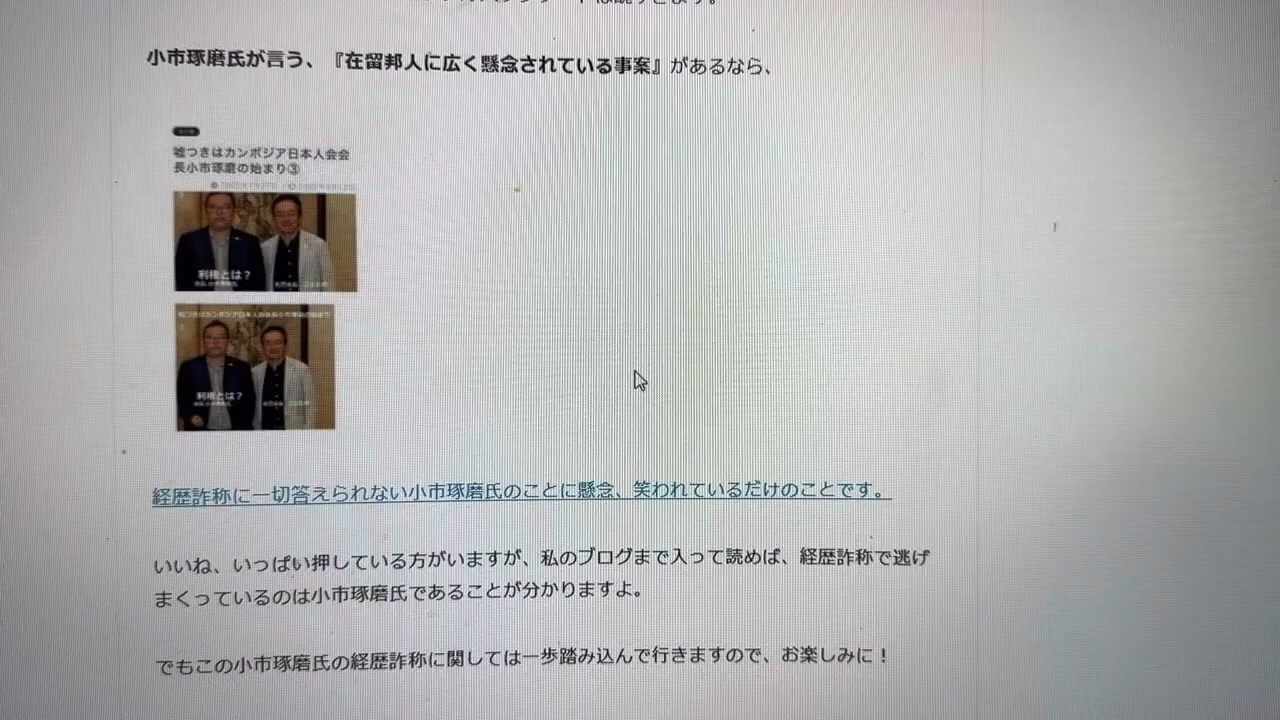 小市琢磨氏が言う、『在留邦人に広く懸念されている事案』があるなら、
嘘つきはカンボジア日本人会会
長小市琢磨の始まり③
利権とは？
利権とは？
経歴詐称に一切答えられない小市琢磨氏のことに懸念、笑われているだけのことです。
いいね、いっぱい押している方がいますが、私のブログまで入って読めば、経歴詐称で逃げ
まくっているのは小市琢磨氏であることが分かりますよ。
でもこの小市琢磨氏の経歴詐称に関しては一歩踏み込んで行きますので、お楽しみに！